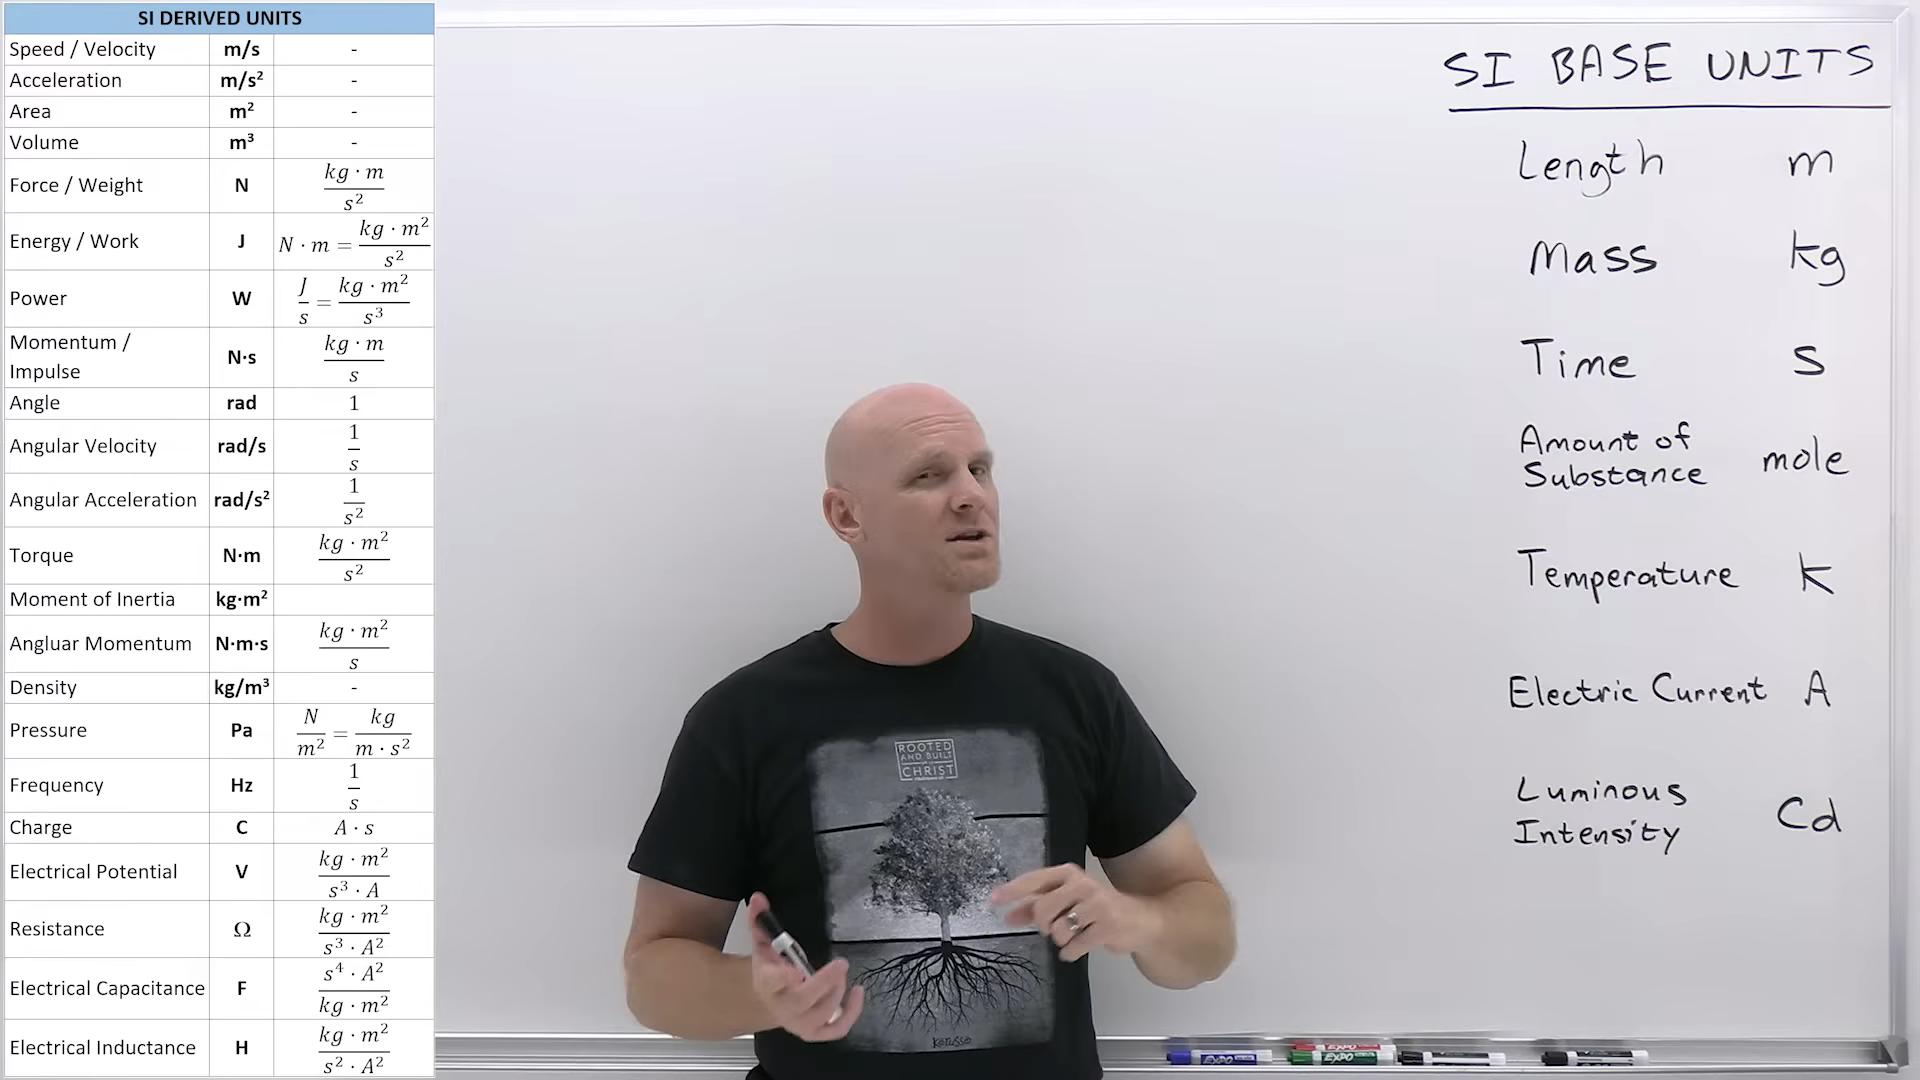 SI DERIVED UNITS
Speed / Velocity m/s -
Acceleration m/s² -
Area m² -
Volume m³ -
Force / Weight N kg · m / s²
Energy / Work J N · m = kg · m² / s²
Power W J / s = kg · m² / s³
Momentum / Impulse N·s kg · m / s
Angle rad 1
Angular Velocity rad/s 1 / s
Angular Acceleration rad/s² 1 / s²
Torque N·m kg · m² / s²
Moment of Inertia kg·m²
Angluar Momentum N·m·s kg · m² / s
Density kg/m³ -
Pressure Pa N / m² = kg / m · s²
Frequency Hz 1 / s
Charge C A · s
Electrical Potential V kg · m² / s³ · A
Resistance Ω kg · m² / s³ · A²
Electrical Capacitance F s⁴ · A² / kg · m²
Electrical Inductance H kg · m² / s² · A²
SI BASE UNITS
Length m
Mass kg
Time s
Amount of
Substance mole
Temperature K
Electric Current A
Luminous
Intensity Cd
ROOTED
AND BUILT
CHRIST
Kerusso
EXPO
EXPO